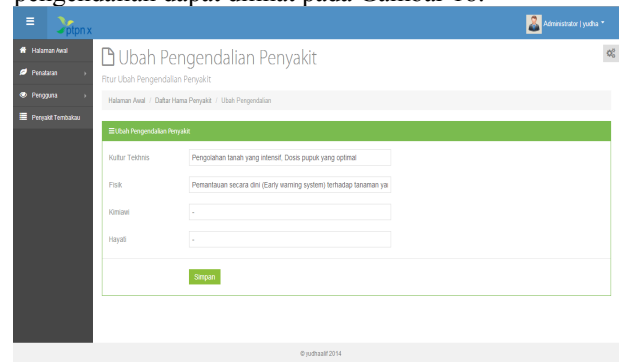 pengendalian dapat dilihat pada Gambar 16.
ptpn x
Administrator | yudha
Halaman Awal
Penataran
Pengguna
Penyakit Tembakau
Ubah Pengendalian Penyakit
Fitur Ubah Pengendalian Penyakit
Halaman Awal / Daftar Hama Penyakit / Ubah Pengendalian
Ubah Pengendalian Penyakit
Kultur Tekhnis
Pengolahan tanah yang intensif, Dosis pupuk yang optimal
Fisik
Pemantauan secara dini (Early warning system) terhadap tanaman ya
Kimiawi
-
Hayati
-
Simpan
© yudhaalif 2014